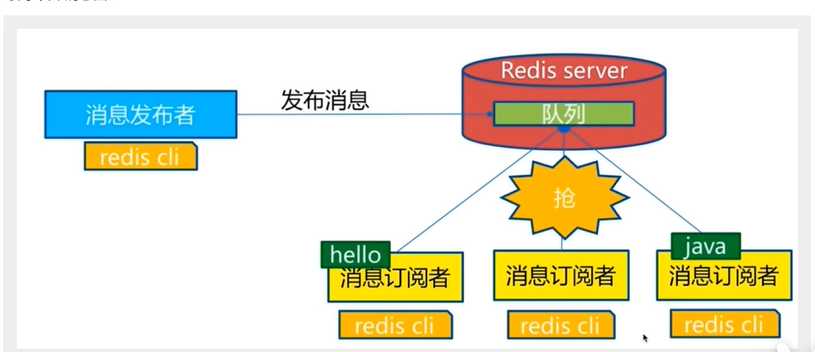 Redis server
消息发布者
发布消息
队列
redis cli
抢
hello
java
消息订阅者
消息订阅者
消息订阅者
redis cli
redis cli
redis cli